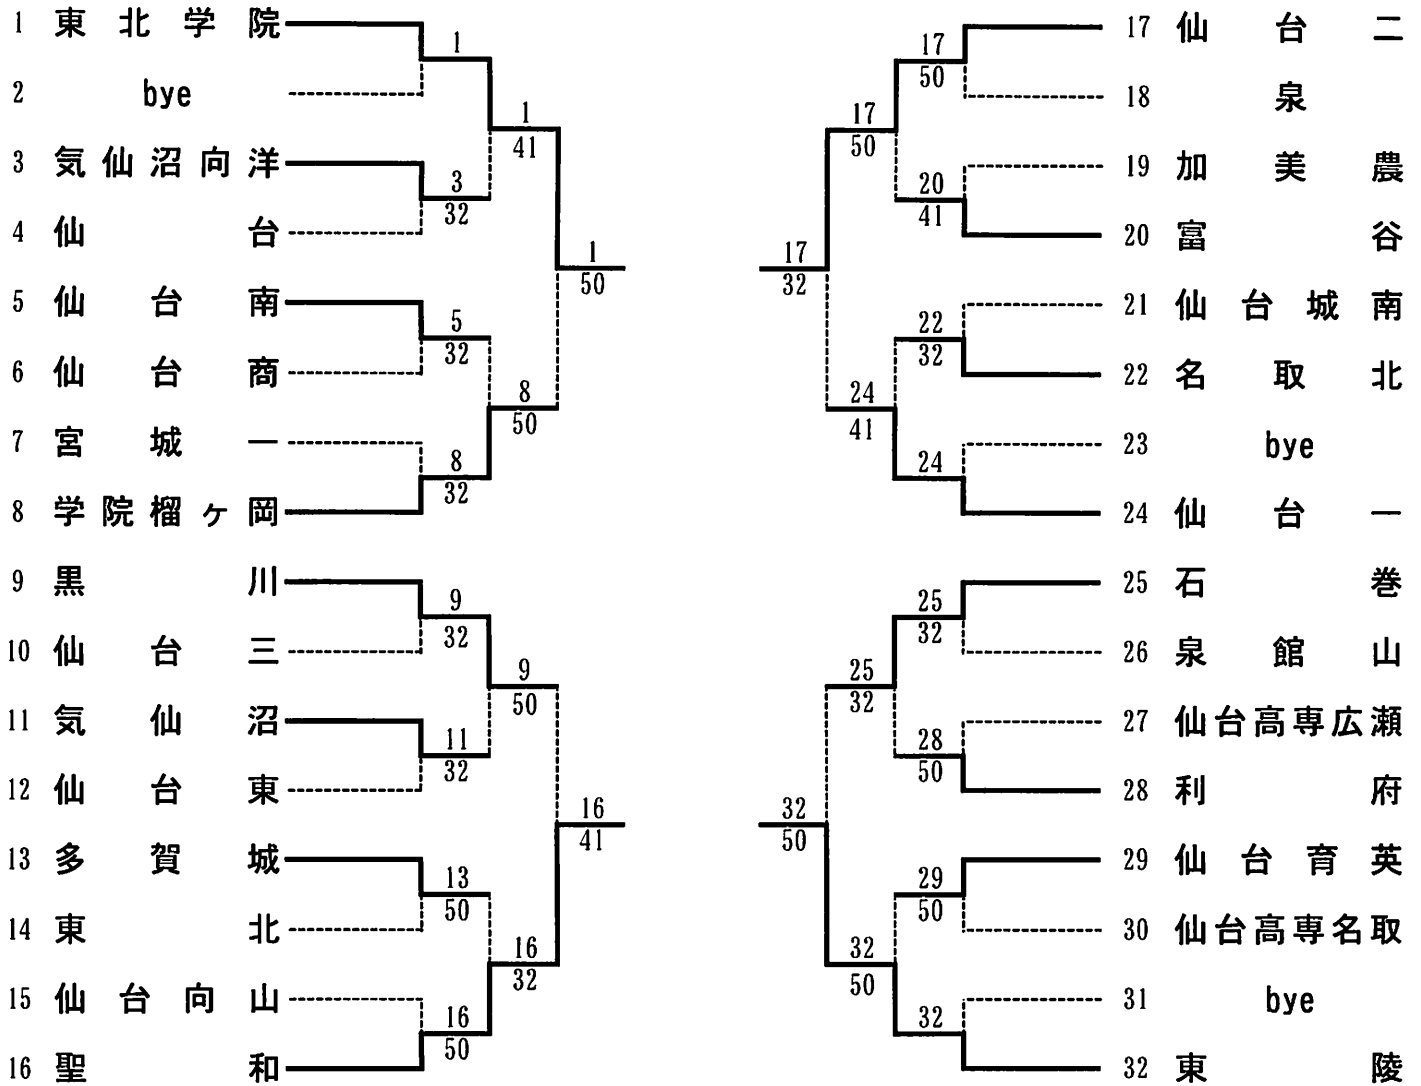 1 東北学院
2 bye
3 気仙沼向洋
4 仙台
5 仙台南
6 仙台商
7 宮城一
8 学院榴ヶ岡
9 黒川
10 仙台三
11 気仙沼
12 仙台東
13 多賀城
14 東北
15 仙台向山
16 聖和
1
3
32
5
32
8
32
9
32
11
32
13
50
16
50
1
41
8
50
9
50
16
32
1
50
16
41
17
32
32
50
17
50
24
41
25
32
32
50
17
50
20
41
22
32
24
25
32
28
50
29
50
32
17 仙台二
18 泉
19 加美農
20 富谷
21 仙台城南
22 名取北
23 bye
24 仙台一
25 石巻
26 泉館山
27 仙台高専広瀬
28 利府
29 仙台育英
30 仙台高専名取
31 bye
32 東陵